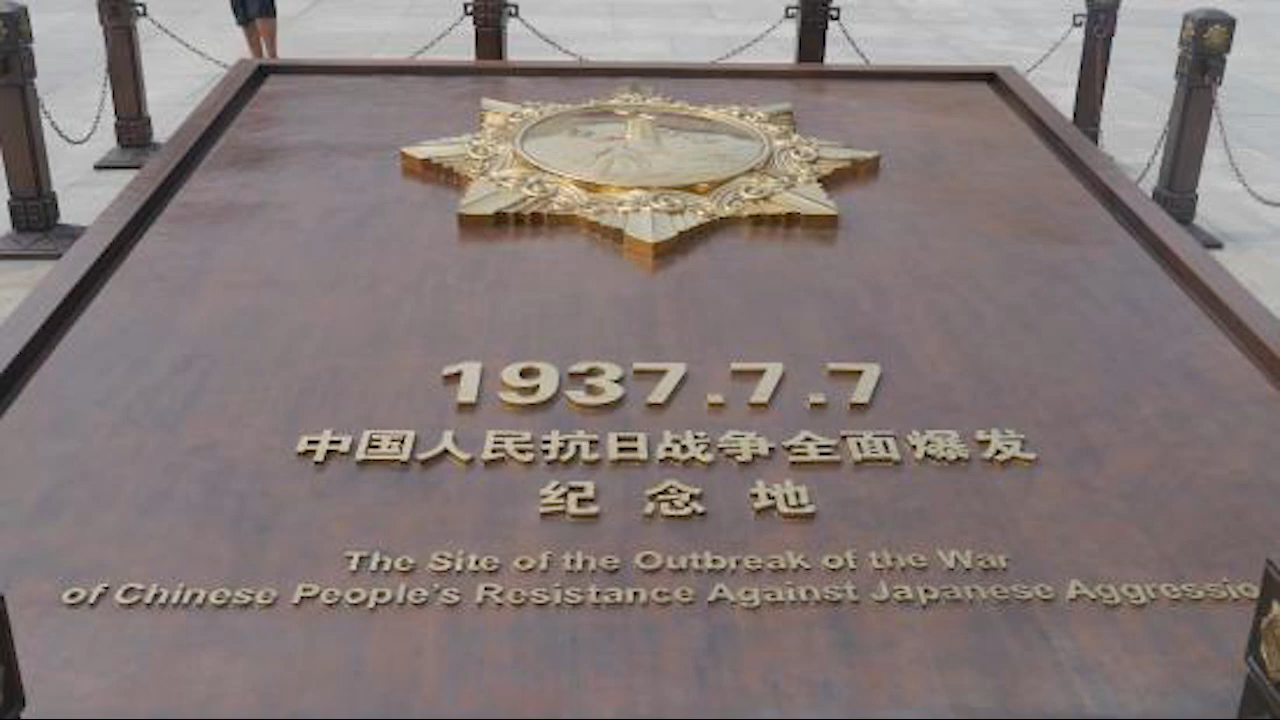 1937.7.7
中国人民抗日战争全面爆发
纪念地
The Site of the Outbreak of the War
of Chinese People's Resistance Against Japanese Aggressio